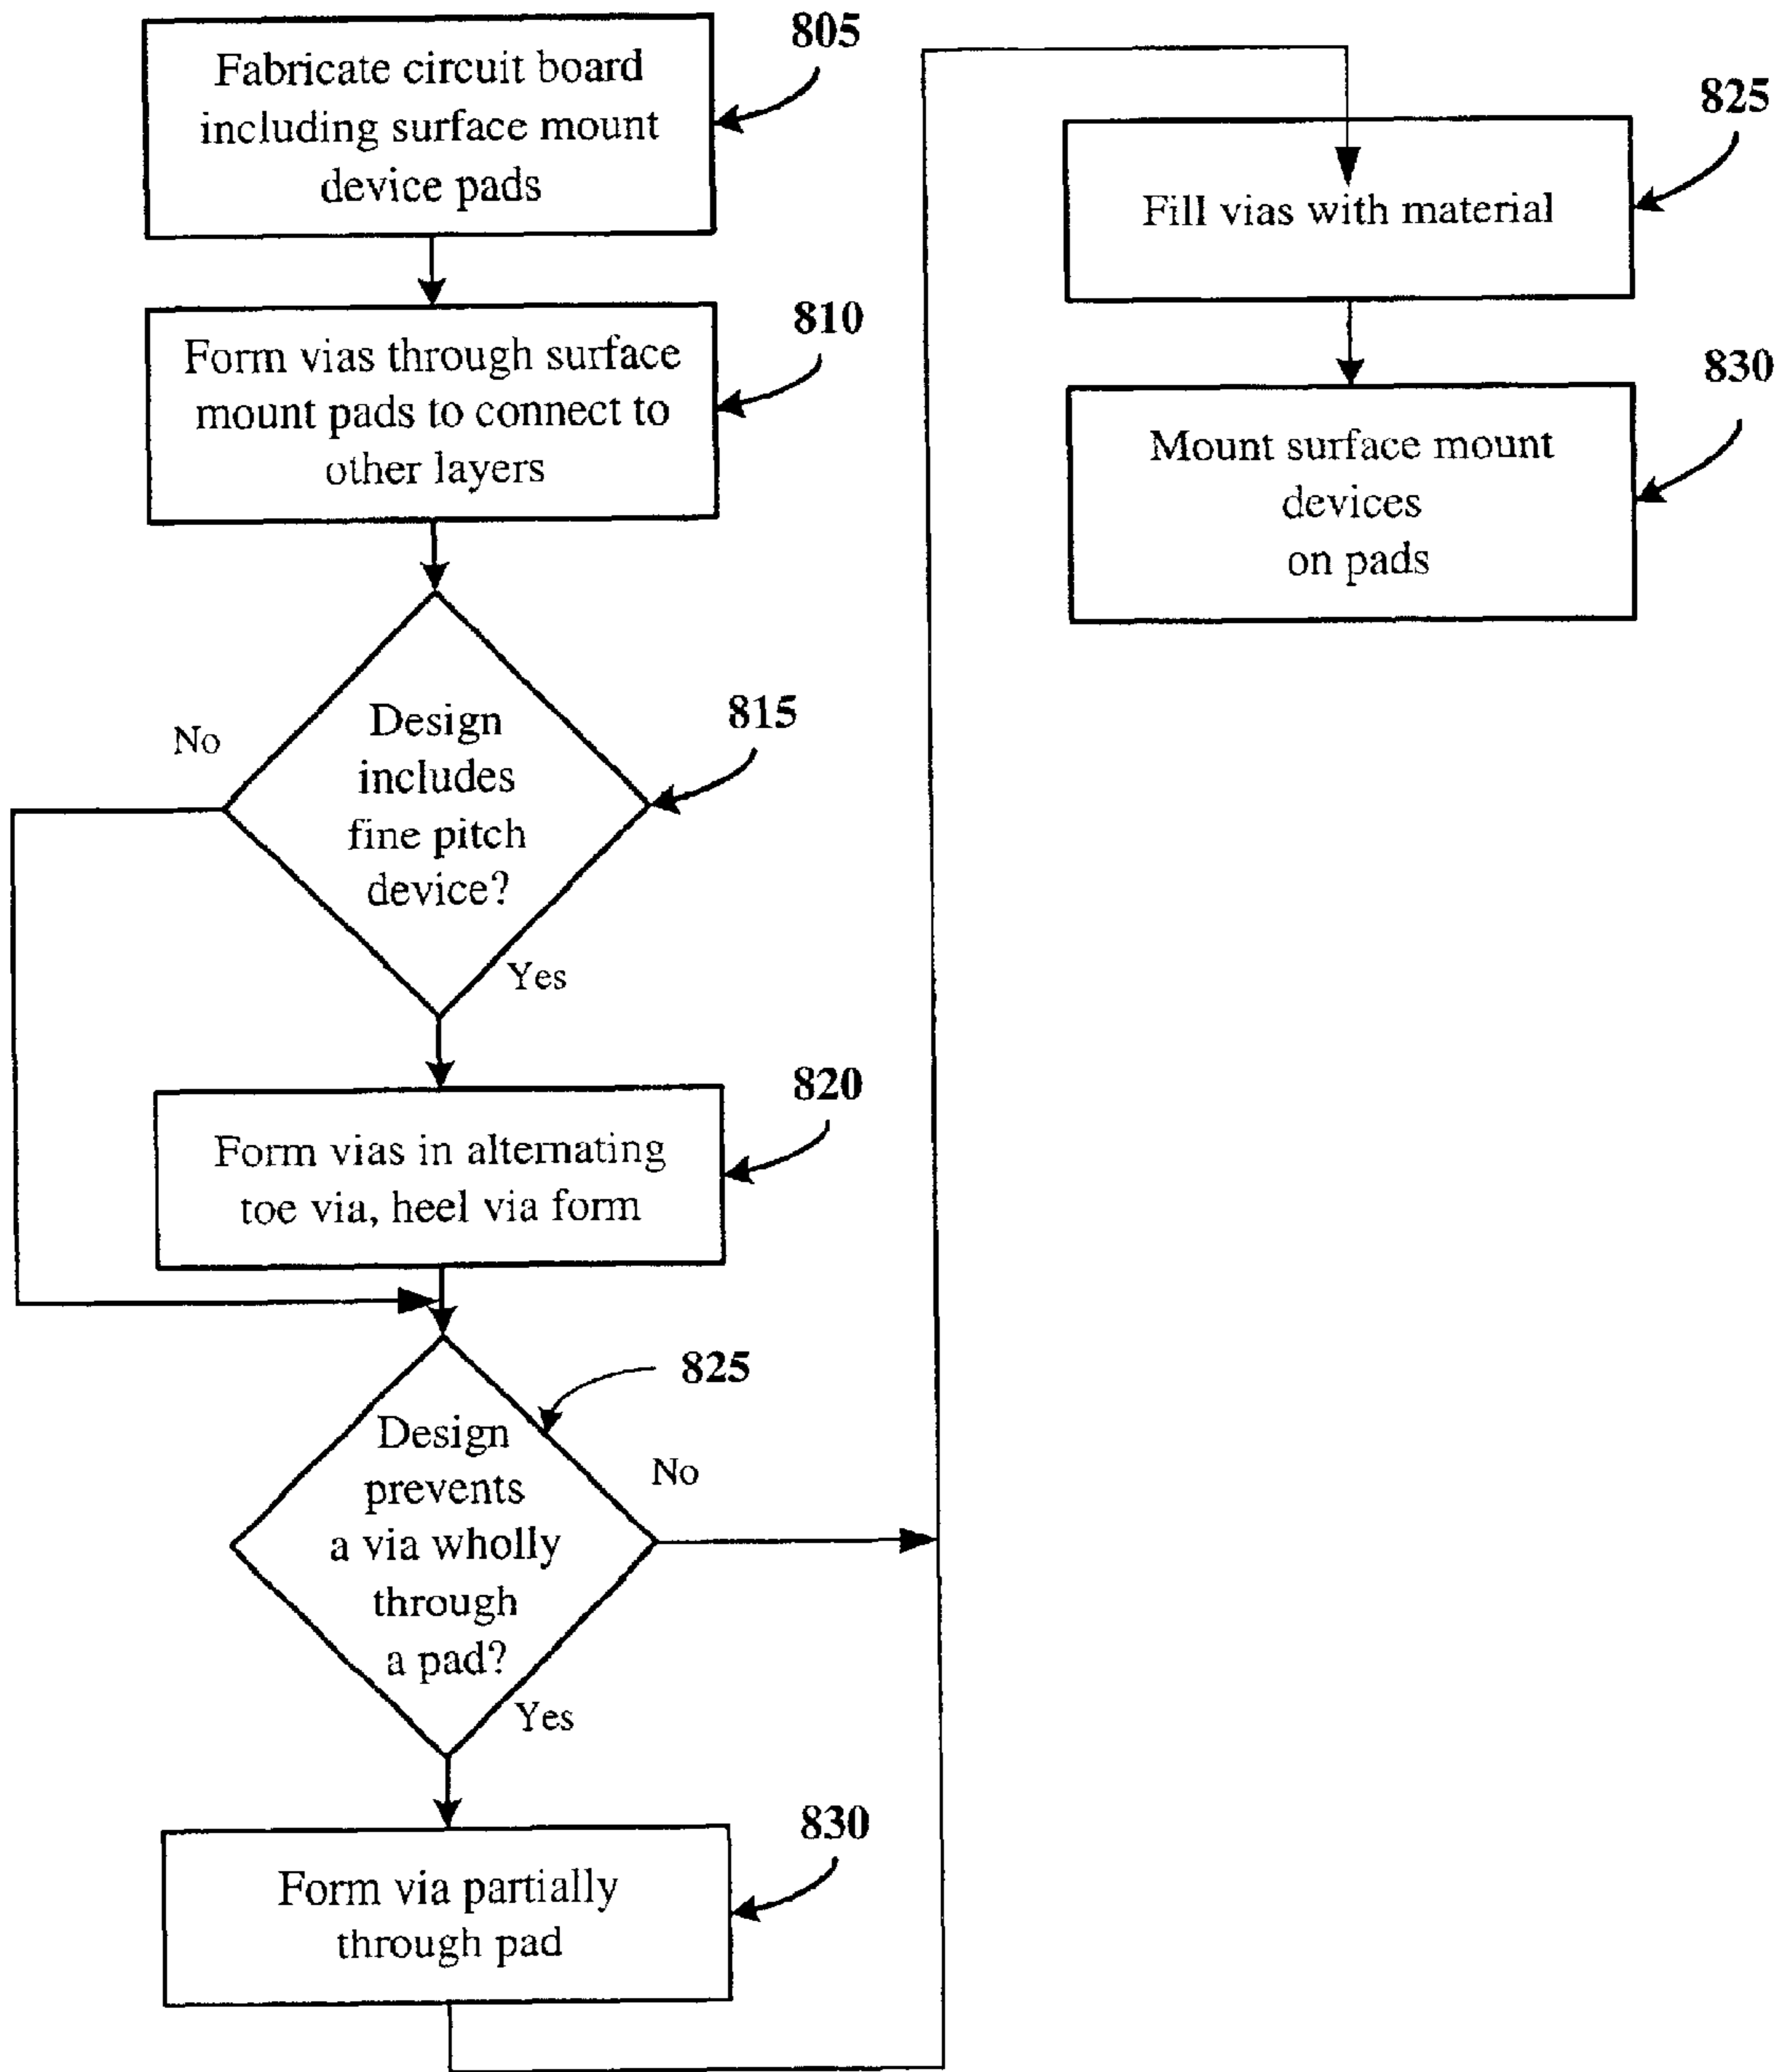 805
Fabricate circuit board
including surface mount
device pads
810
Form vias through surface
mount pads to connect to
other layers
815
Design
includes
fine pitch
device?
No
Yes
820
Form vias in alternating
toe via, heel via form
825
Design
prevents
a via wholly
through
a pad?
No
Yes
830
Form via partially
through pad
825
Fill vias with material
830
Mount surface mount
devices
on pads